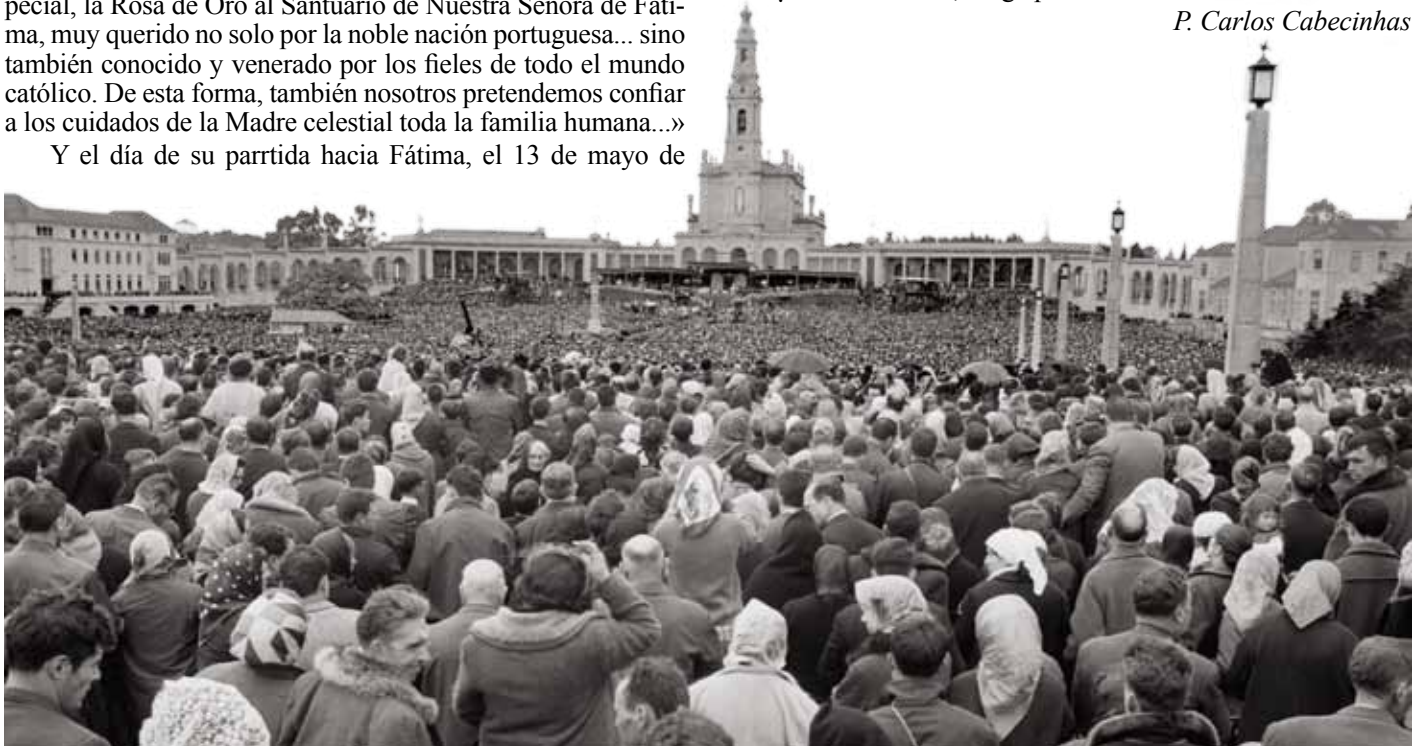 pecial, la Rosa de Oro al Santuario de Nuestra Señora de Fáti-
ma, muy querido no solo por la noble nación portuguesa... sino
también conocido y venerado por los fieles de todo el mundo
católico. De esta forma, también nosotros pretendemos confiar
a los cuidados de la Madre celestial toda la familia humana...»
Y el día de su parrtida hacia Fátima, el 13 de mayo de
P. Carlos Cabecinhas